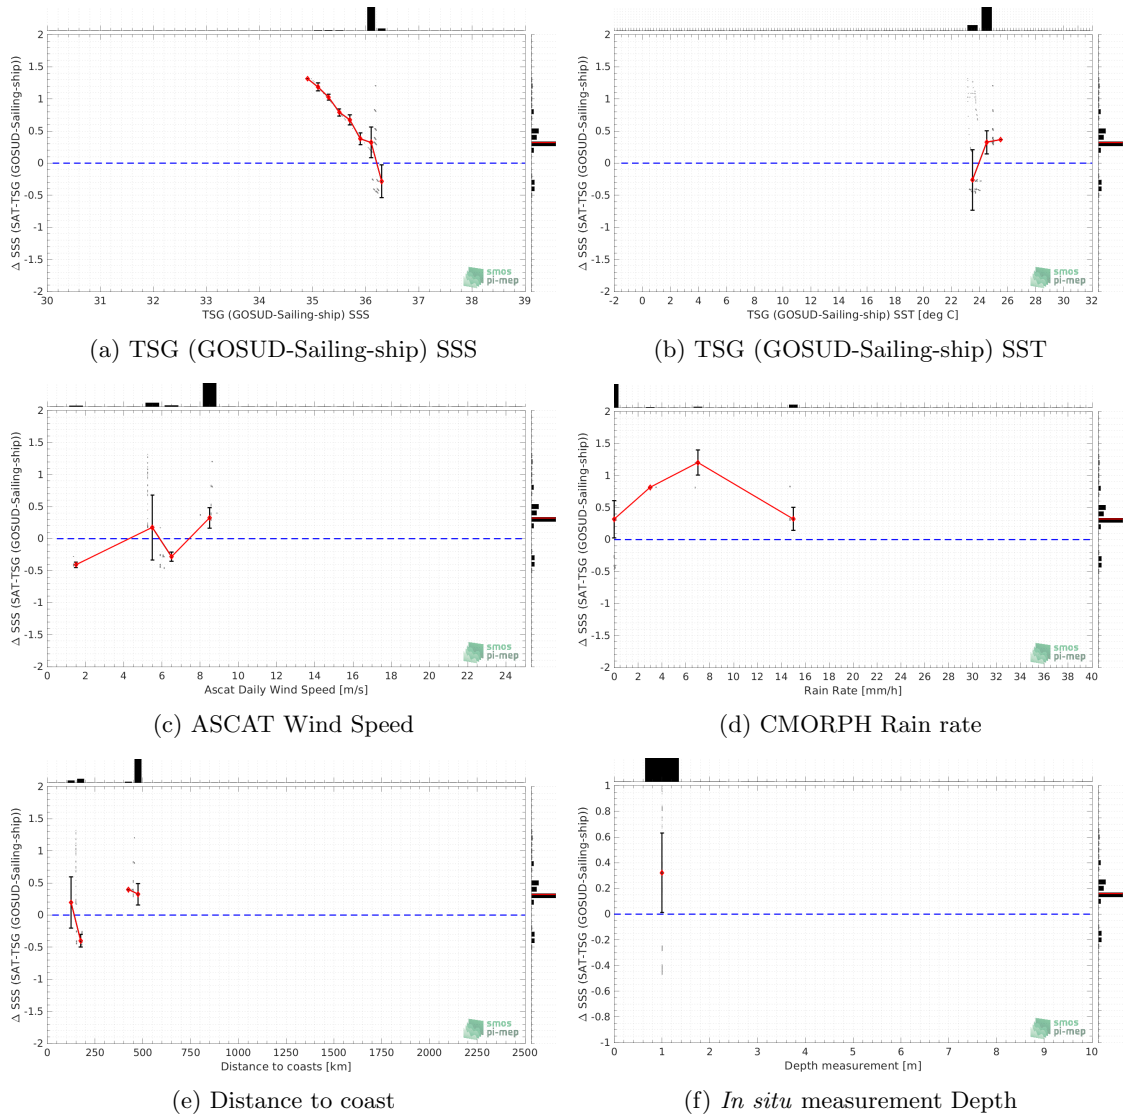 2
1.5
1
0.5
0
-0.5
-1
-1.5
-2
Δ SSS (SAT-TSG (GOSUD-Sailing-ship))
30 31 32 33 34 35 36 37 38 39
TSG (GOSUD-Sailing-ship) SSS
smos
pi-mep
(a) TSG (GOSUD-Sailing-ship) SSS
2
1.5
1
0.5
0
-0.5
-1
-1.5
-2
Δ SSS (SAT-TSG (GOSUD-Sailing-ship))
-2 0 2 4 6 8 10 12 14 16 18 20 22 24 26 28 30 32
TSG (GOSUD-Sailing-ship) SST [deg C]
smos
pi-mep
(b) TSG (GOSUD-Sailing-ship) SST
2
1.5
1
0.5
0
-0.5
-1
-1.5
-2
Δ SSS (SAT-TSG (GOSUD-Sailing-ship))
0 2 4 6 8 10 12 14 16 18 20 22 24
Ascat Daily Wind Speed [m/s]
smos
pi-mep
(c) ASCAT Wind Speed
2
1.5
1
0.5
0
-0.5
-1
-1.5
-2
Δ SSS (SAT-TSG (GOSUD-Sailing-ship))
0 2 4 6 8 10 12 14 16 18 20 22 24 26 28 30 32 34 36 38 40
Rain Rate [mm/h]
smos
pi-mep
(d) CMORPH Rain rate
2
1.5
1
0.5
0
-0.5
-1
-1.5
-2
Δ SSS (SAT-TSG (GOSUD-Sailing-ship))
0 250 500 750 1000 1250 1500 1750 2000 2250 2500
Distance to coasts [km]
smos
pi-mep
(e) Distance to coast
1
0.8
0.6
0.4
0.2
0
-0.2
-0.4
-0.6
-0.8
-1
Δ SSS (SAT-TSG (GOSUD-Sailing-ship))
0 1 2 3 4 5 6 7 8 9 10
Depth measurement [m]
smos
pi-mep
(f) In situ measurement Depth